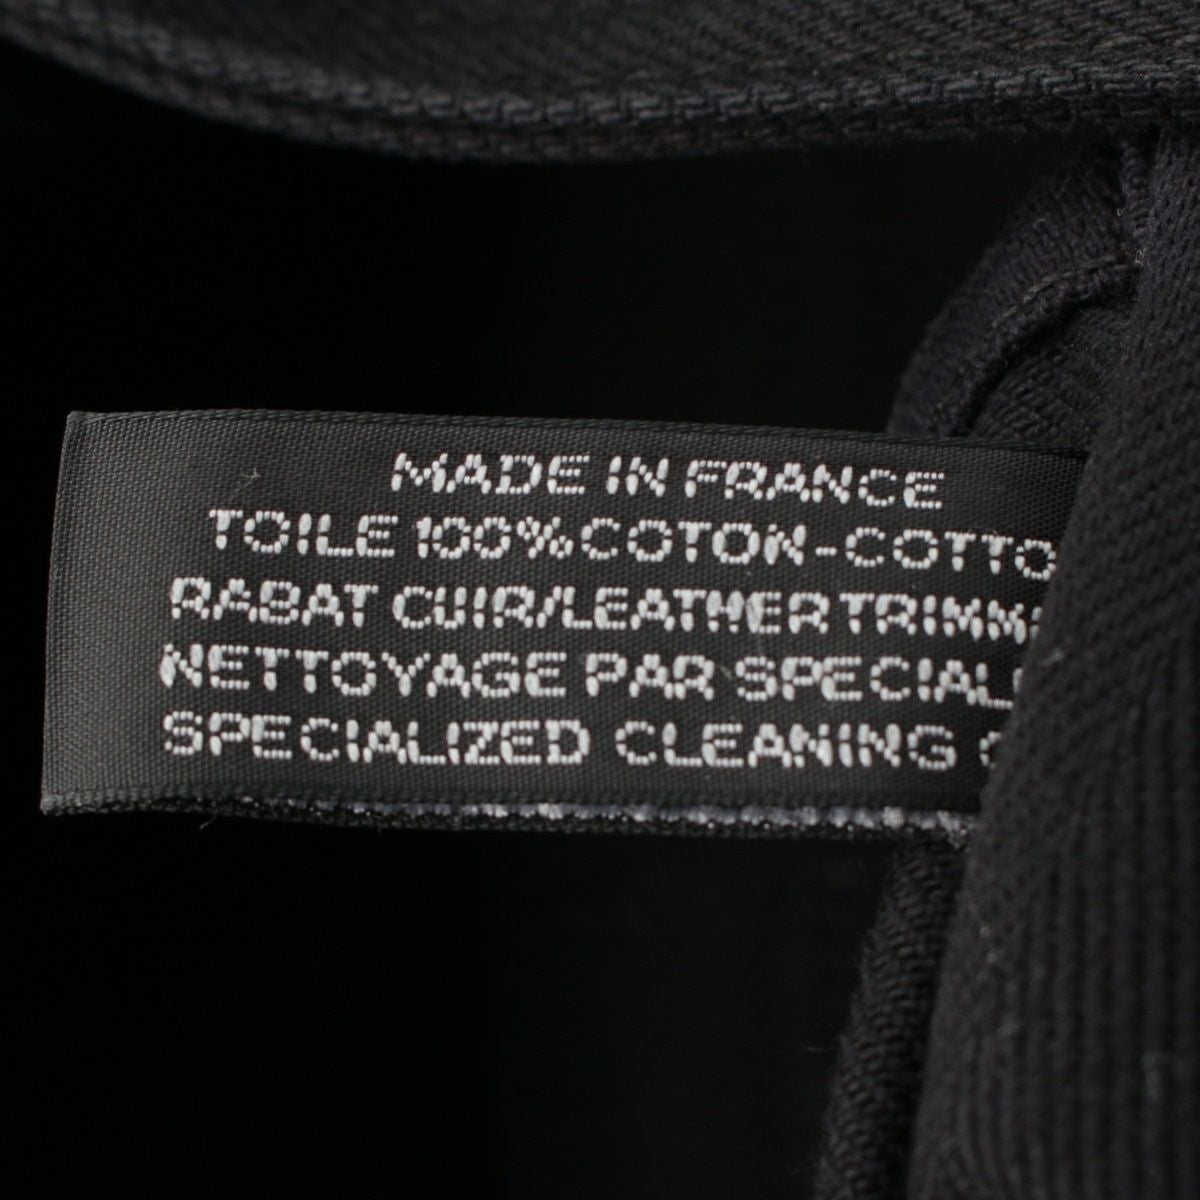 MADE IN FRANCE
TOILE 100% COTON-COTTO
RABAT CUIR/LEATHER TRIMM
NETTOYAGE PAR SPECIAL
SPECIALIZED CLEANING